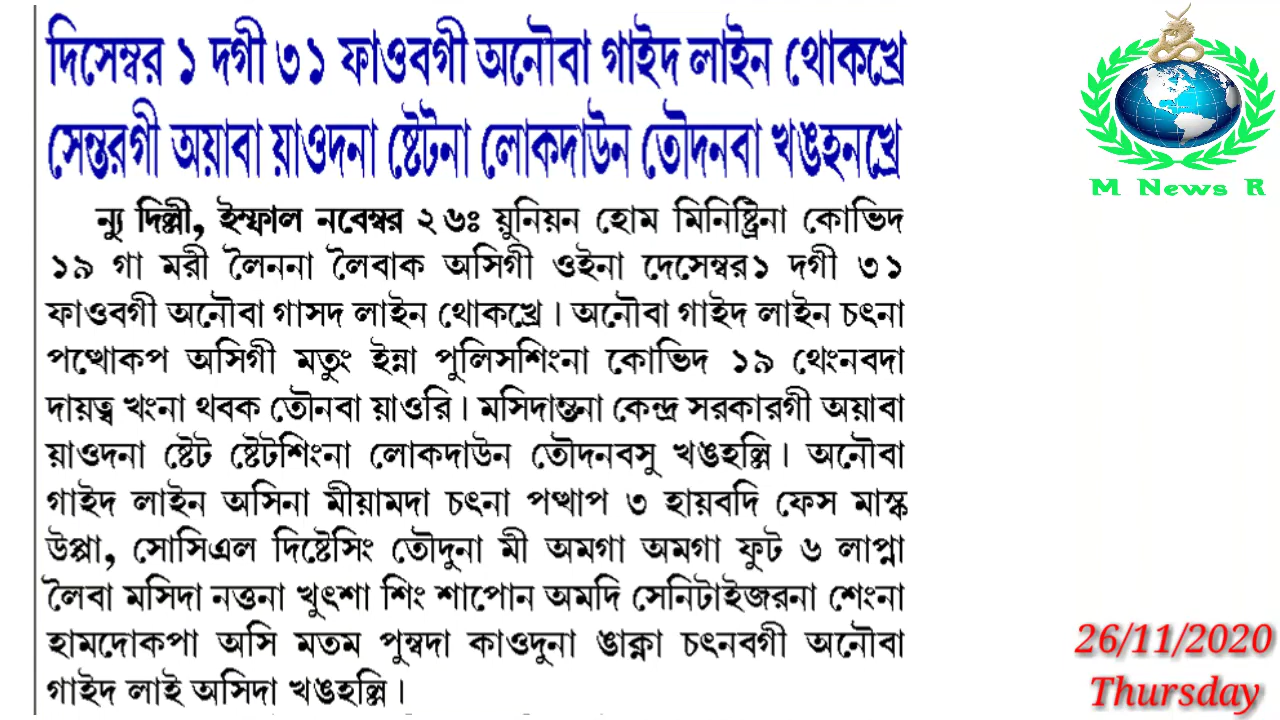 দিসেম্বর ১ দগী ৩১ ফাওবগী অনৌবা গাইদ লাইন থোকখ্রে
সেন্তরগী অয়াবা য়াওদনা ষ্টেটনা লোকদাউন তৌদনবা খঙহনখ্রে
ন্যু দিল্লী, ইম্ফাল নবেম্বর ২৬ঃ য়ুনিয়ন হোম মিনিষ্ট্রিনা কোভিদ
১৯ গা মরী লৈননা লৈবাক অসিগী ওইনা দেসেম্বর১ দগী ৩১
ফাওবগী অনৌবা গাসদ লাইন থোকখ্রে। অনৌবা গাইদ লাইন চৎনা
পত্থোকপ অসিগী মতুং ইন্না পুলিসশিংনা কোভিদ ১৯ থেংনবদা
দায়ত্ব খংনা থবক তৌনবা য়াওরি। মসিদান্তনা কেন্দ্র সরকারগী অয়াবা
য়াওদনা ষ্টেট ষ্টেটশিংনা লোকদাউন তৌদনবসু খঙহল্লি। অনৌবা
গাইদ লাইন অসিনা মীয়ামদা চৎনা পত্থাপ ৩ হায়বদি ফেস মাস্ক
উপ্পা, সোসিএল দিষ্টেসিং তৌদুনা মী অমগা অমগা ফুট ৬ লাপ্না
লৈবা মসিদা নত্তনা খুৎশা শিং শাপোন অমদি সেনিটাইজরনা শেংনা
হামদোকপা অসি মতম পুম্বদা কাওদুনা ঙাক্না চৎনবগী অনৌবা
গাইদ লাই অসিদা খঙহল্লি।
M News R
26/11/2020
Thursday